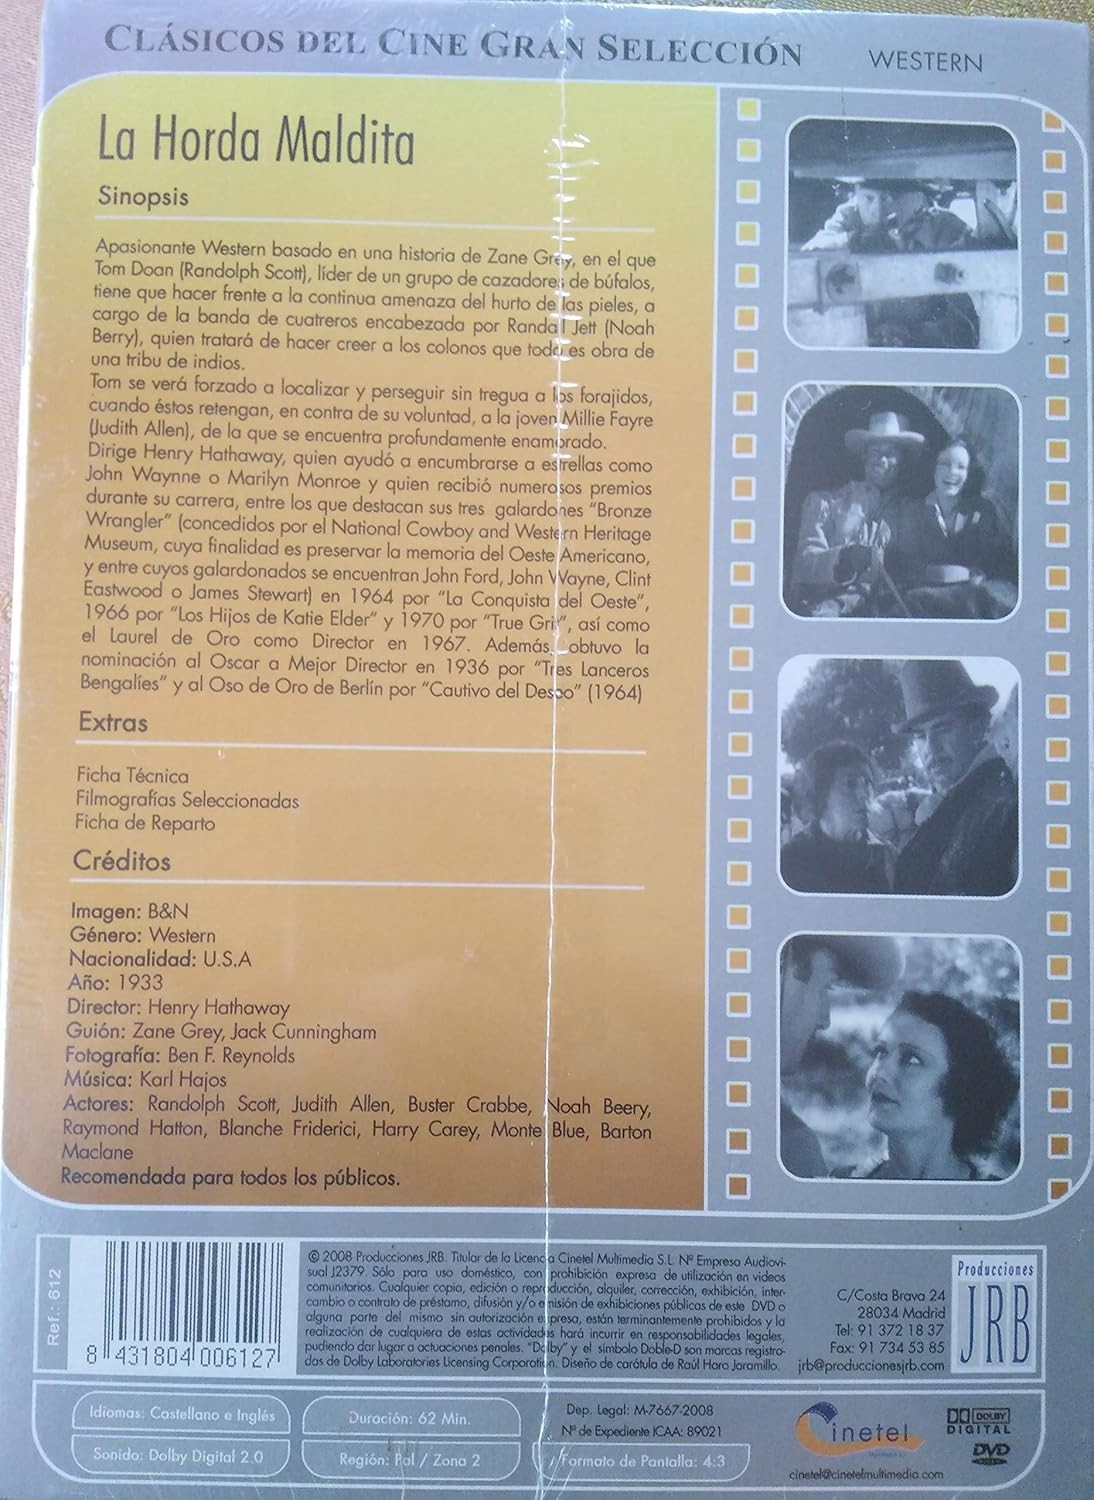 CLÁSICOS DEL CINE GRAN SELECCIÓN
WESTERN
La Horda Maldita
Sinopsis
Apasionante Western basado en una historia de Zane Grey, en el que
Tom Doan (Randolph Scott), líder de un grupo de cazadores de búfalos,
tiene que hacer frente a la continua amenaza del hurto de las pieles, a
cargo de la banda de cuatreros encabezada por Randal Jett (Noah
Berry), quien tratará de hacer creer a los colonos que todo es obra de
una tribu de indios.
Tom se verá forzado a localizar y perseguir sin tregua a los forajidos,
cuando éstos retengan, en contra de su voluntad, a la joven Millie Fayre
(Judith Allen), de la que se encuentra profundamente enamorado.
Dirige Henry Hathaway, quien ayudó a encumbrarse a estrellas como
John Waynne o Marilyn Monroe y quien recibió numerosos premios
durante su carrera, entre los que destacan sus tres galardones "Bronze
Wrangler" (concedidos por el National Cowboy and Western Heritage
Museum, cuya finalidad es preservar la memoria del Oeste Americano,
y entre cuyos galardonados se encuentran John Ford, John Wayne, Clint
Eastwood o James Stewart) en 1964 por "La Conquista del Oeste",
1966 por "Los Hijos de Katie Elder" y 1970 por "True Grit", así como
el Laurel de Oro como Director en 1967. Además, obtuvo la
nominación al Oscar a Mejor Director en 1936 por "Tres Lanceros
Bengalíes" y al Oso de Oro de Berlín por "Cautivo del Deseo" (1964)
Extras
Ficha Técnica
Filmografías Seleccionadas
Ficha de Reparto
Créditos
Imagen: B&N
Género: Western
Nacionalidad: U.S.A
Año: 1933
Director: Henry Hathaway
Guión: Zane Grey, Jack Cunningham
Fotografía: Ben F. Reynolds
Música: Karl Hajos
Actores: Randolph Scott, Judith Allen, Buster Crabbe, Noah Beery,
Raymond Hatton, Blanche Friderici, Harry Carey, Monte Blue, Barton
Maclane
Recomendada para todos los públicos.
Ref.: 612
8 431804 006127
© 2008 Producciones JRB. Titular de la Licencia Cinetel Multimedia S.L. Nº Empresa Audiovi-
sual J2379. Sólo para uso doméstico, con prohibición expresa de utilización en videos
comunitarios. Cualquier copia, edición o reproducción, alquiler, corrección, exhibición, inter-
cambio o contrato de préstamo, difusión y/o emisión de exhibiciones públicas de este DVD o
alguna parte del mismo sin autorización expresa, están terminantemente prohibidos y la
realización de cualquiera de estas actividades hará incurrir en responsabilidades legales,
pudiendo dar lugar a actuaciones penales. "Dolby" y el símbolo Doble-D son marcas registra-
das de Dolby Laboratories Licensing Corporation. Diseño de carátula de Raúl Haro Jaramillo.
C/Costa Brava 24
28034 Madrid
Tel: 91 372 18 37
Fax: 91 734 53 85
jrb@produccionesjrb.com
Producciones
JRB
Idiomas: Castellano e Inglés
Sonido: Dolby Digital 2.0
Duración: 62 Min.
Región: Pal / Zona 2
Dep. Legal: M-7667-2008
Nº de Expediente ICAA: 89021
Formato de Pantalla: 4:3
Cinetel
cinetel@cinetelmultimedia.com
DOLBY
DIGITAL
DVD